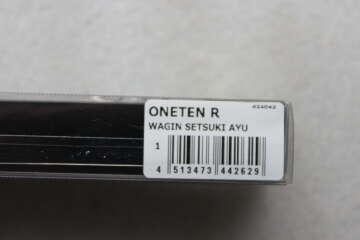 ONETEN R
WAGIN SETSUKI AYU
1
4 513473 442629